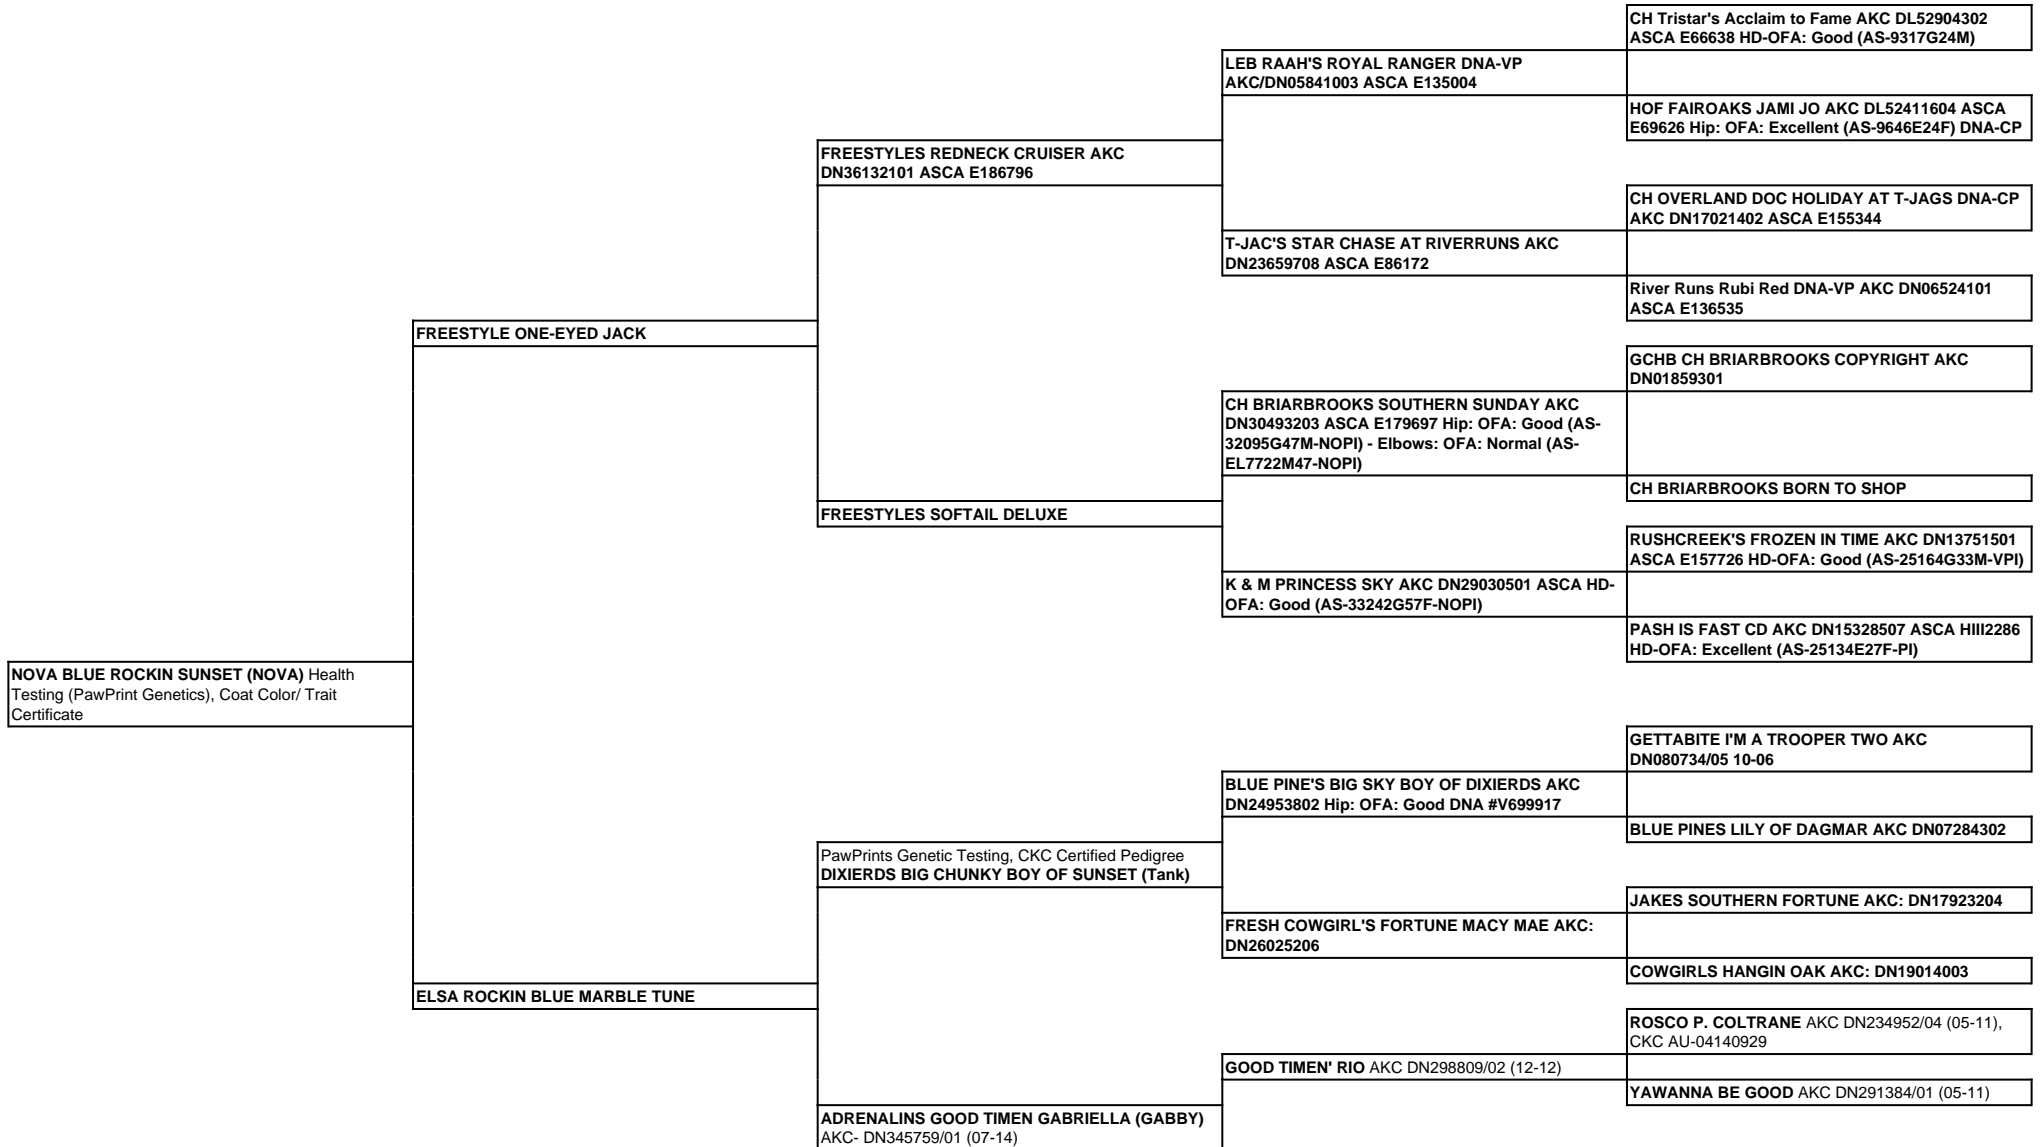 CH Tristar's Acclaim to Fame AKC DL52904302
ASCA E66638 HD-OFA: Good (AS-9317G24M)
LEB RAAH'S ROYAL RANGER DNA-VP
AKC/DN05841003 ASCA E135004
HOF FAIROAKS JAMI JO AKC DL52411604 ASCA
E69626 Hip: OFA: Excellent (AS-9646E24F) DNA-CP
FREESTYLES REDNECK CRUISER AKC
DN36132101 ASCA E186796
CH OVERLAND DOC HOLIDAY AT T-JAGS DNA-CP
AKC DN17021402 ASCA E155344
T-JAC'S STAR CHASE AT RIVERRUNS AKC
DN23659708 ASCA E86172
River Runs Rubi Red DNA-VP AKC DN06524101
ASCA E136535
FREESTYLE ONE-EYED JACK
GCHB CH BRIARBROOKS COPYRIGHT AKC
DN01859301
CH BRIARBROOKS SOUTHERN SUNDAY AKC
DN30493203 ASCA E179697 Hip: OFA: Good (AS-
32095G47M-NOPI) - Elbows: OFA: Normal (AS-
EL7722M47-NOPI)
CH BRIARBROOKS BORN TO SHOP
FREESTYLES SOFTAIL DELUXE
RUSHCREEK'S FROZEN IN TIME AKC DN13751501
ASCA E157726 HD-OFA: Good (AS-25164G33M-VPI)
K & M PRINCESS SKY AKC DN29030501 ASCA HD-
OFA: Good (AS-33242G57F-NOPI)
PASH IS FAST CD AKC DN15328507 ASCA HIII2286
HD-OFA: Excellent (AS-25134E27F-PI)
NOVA BLUE ROCKIN SUNSET (NOVA) Health
Testing (PawPrint Genetics), Coat Color/ Trait
Certificate
GETTABITE I'M A TROOPER TWO AKC
DN080734/05 10-06
BLUE PINE'S BIG SKY BOY OF DIXIERDS AKC
DN24953802 Hip: OFA: Good DNA #V699917
BLUE PINES LILY OF DAGMAR AKC DN07284302
PawPrints Genetic Testing, CKC Certified Pedigree
DIXIERDS BIG CHUNKY BOY OF SUNSET (Tank)
JAKES SOUTHERN FORTUNE AKC: DN17923204
FRESH COWGIRL'S FORTUNE MACY MAE AKC:
DN26025206
COWGIRLS HANGIN OAK AKC: DN19014003
ELSA ROCKIN BLUE MARBLE TUNE
ROSCO P. COLTRANE AKC DN234952/04 (05-11),
CKC AU-04140929
GOOD TIMEN' RIO AKC DN298809/02 (12-12)
YAWANNA BE GOOD AKC DN291384/01 (05-11)
ADRENALINS GOOD TIMEN GABRIELLA (GABBY)
AKC- DN345759/01 (07-14)